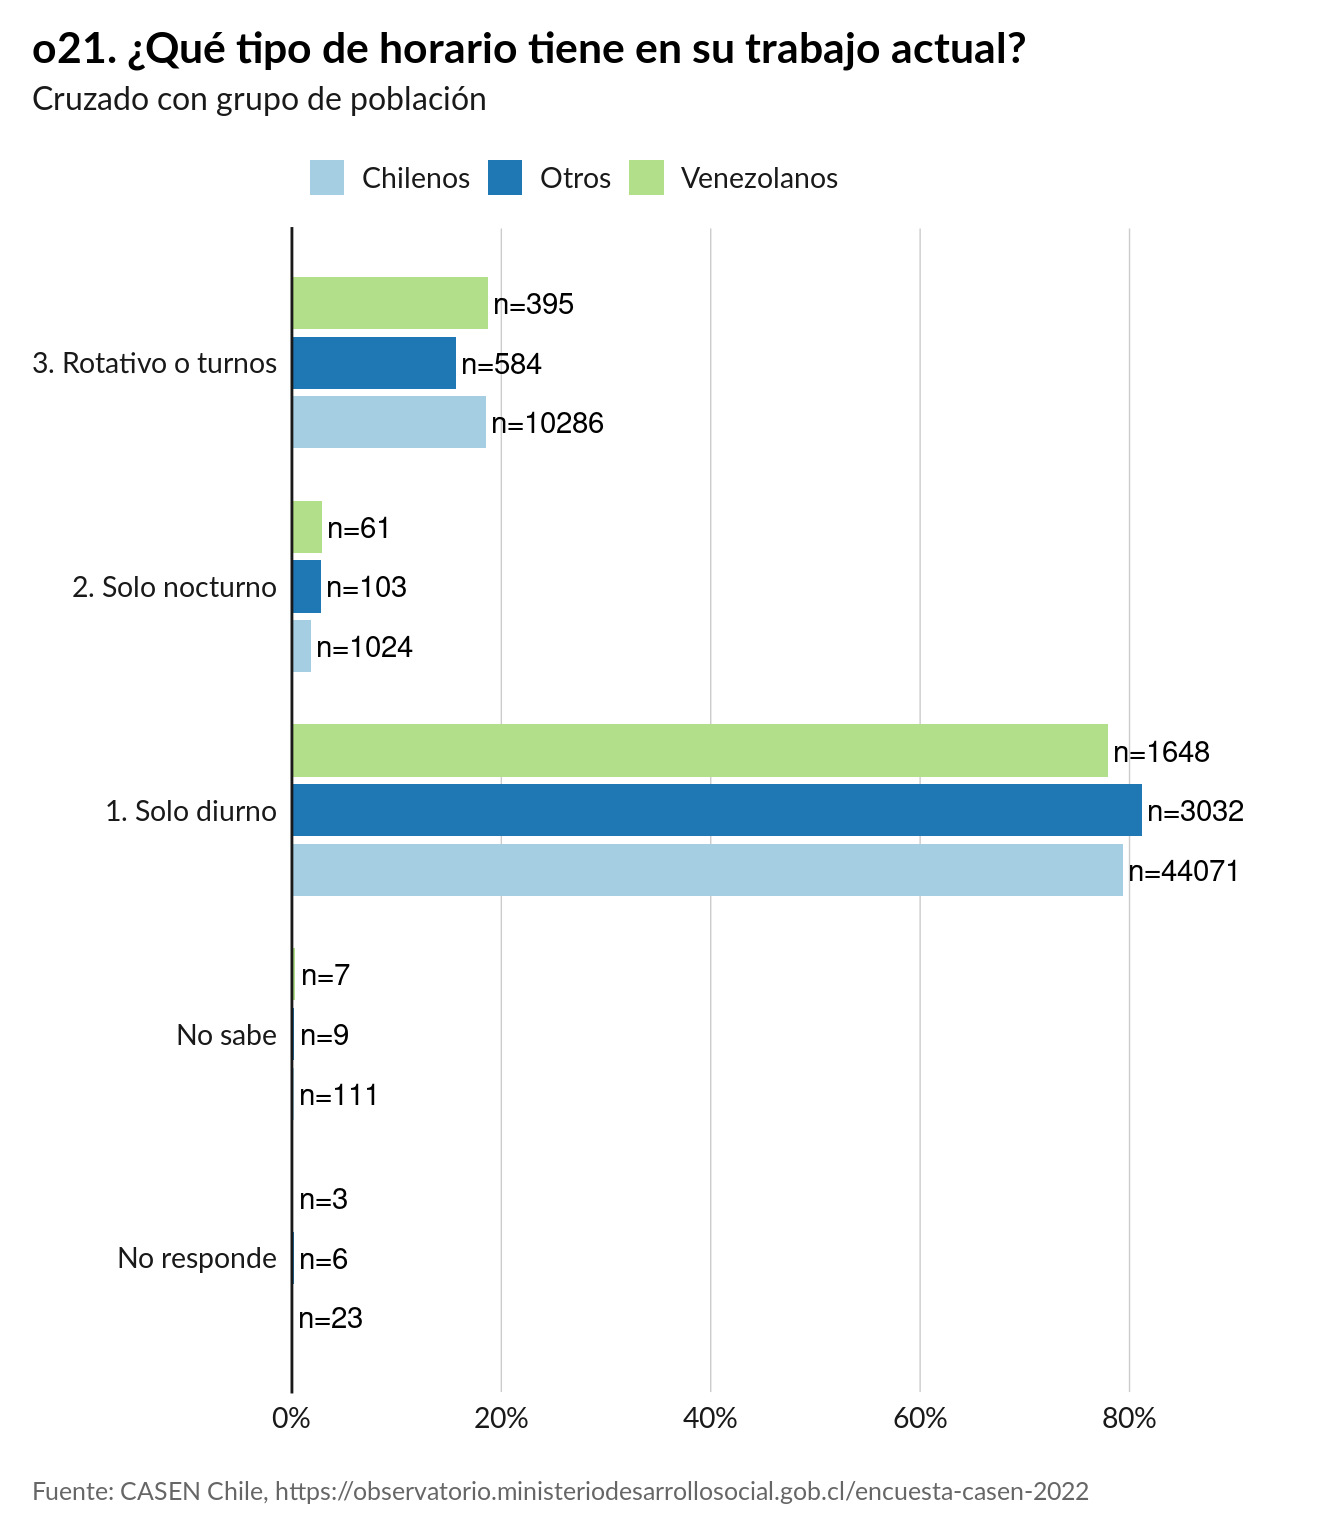 o21. ¿Qué tipo de horario tiene en su trabajo actual?
Cruzado con grupo de población
Chilenos Otros Venezolanos
n=395
3. Rotativo o turnos n=584
n=10286
n=61
2. Solo nocturno n=103
n=1024
n=1648
1. Solo diurno n=3032
n=44071
n=7
No sabe n=9
n=111
n=3
No responde n=6
n=23
0% 20% 40% 60% 80%
Fuente: CASEN Chile, https://observatorio.ministeriodesarrollosocial.gob.cl/encuesta-casen-2022